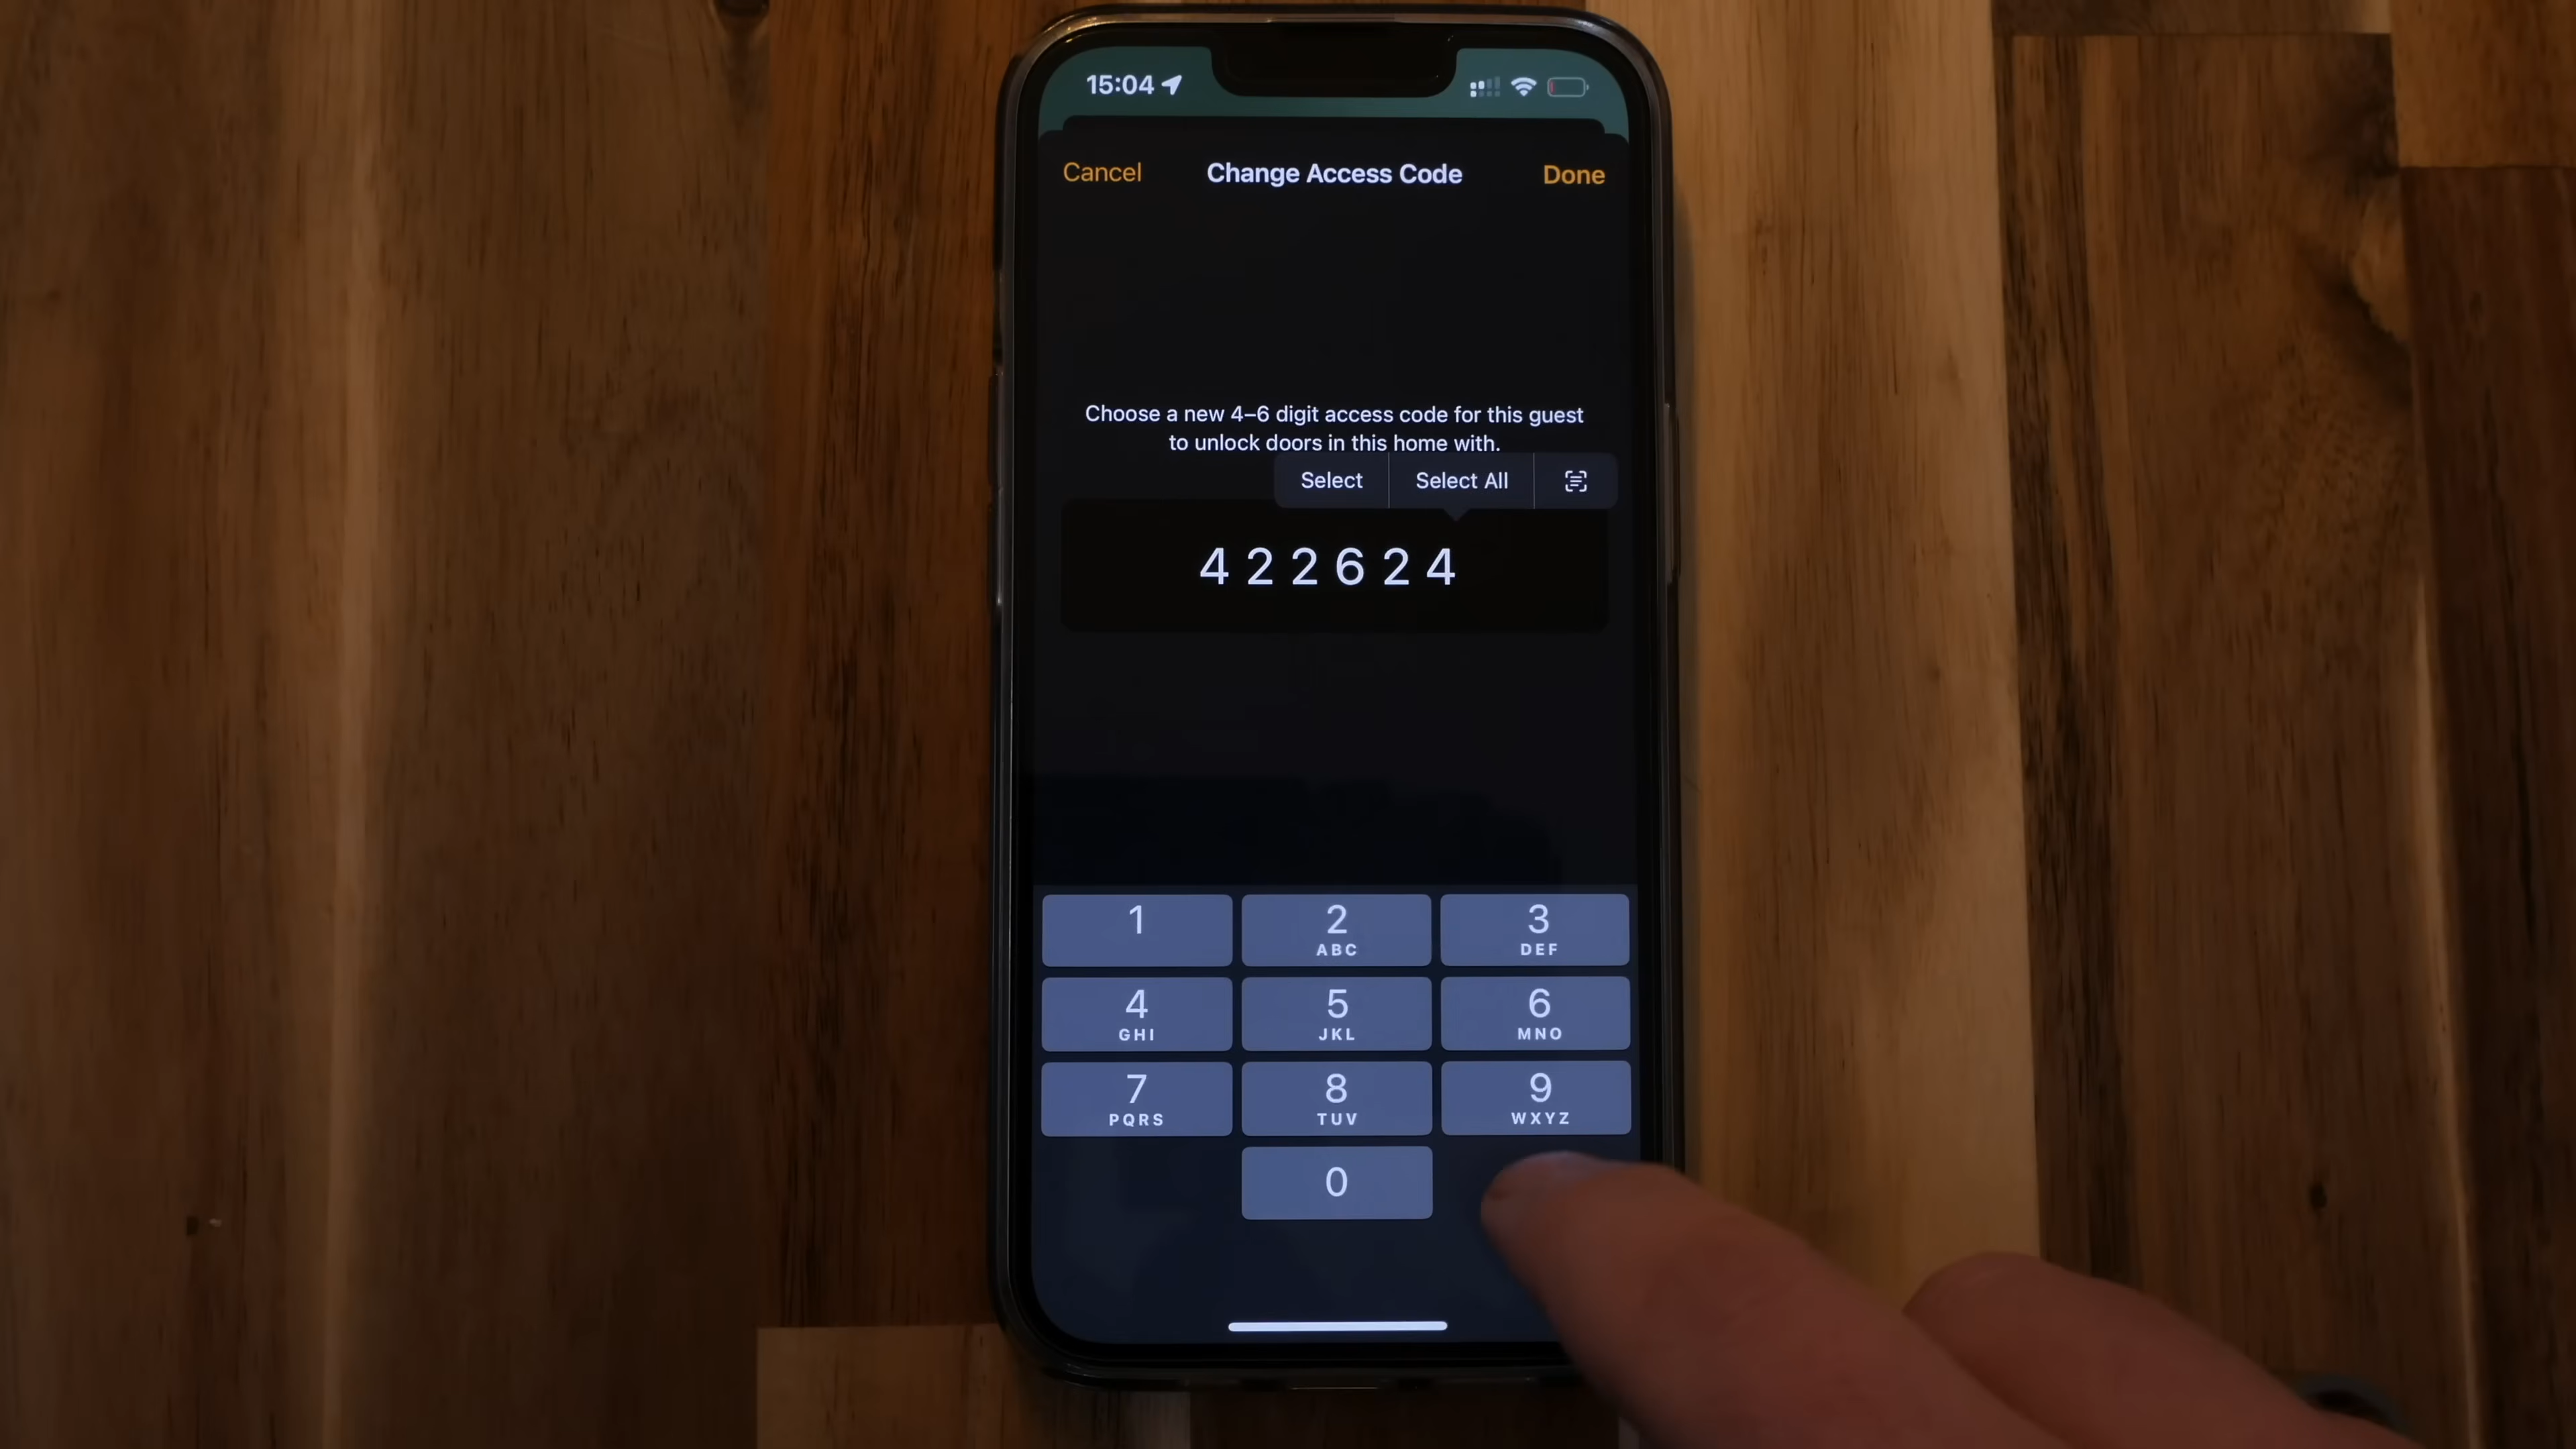 15:04
Cancel Change Access Code Done
Choose a new 4–6 digit access code for this guest
to unlock doors in this home with.
Select Select All
4 2 2 6 2 4
1 2 3
ABC DEF
4 5 6
GHI JKL MNO
7 8 9
PQRS TUV WXYZ
0